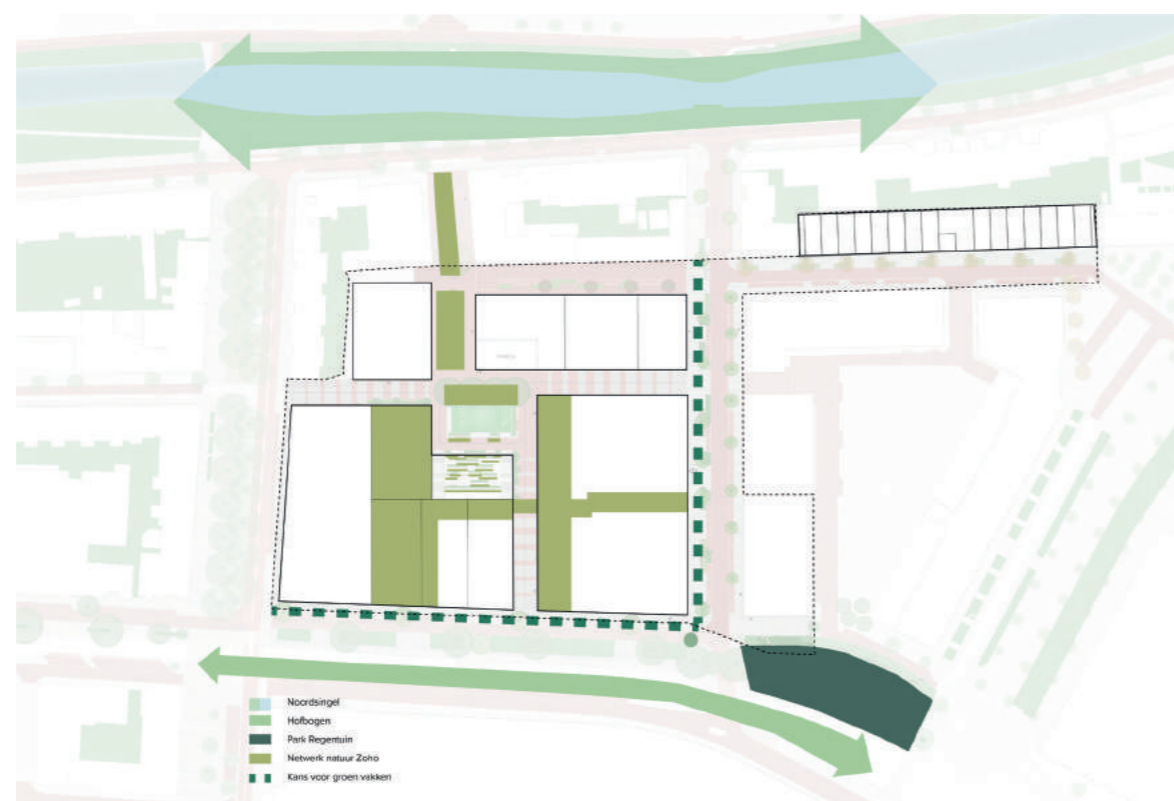 Noordsingel
Hofbogen
Park Regentuin
Netwerk natuur Zoho
Kans voor groen vakken